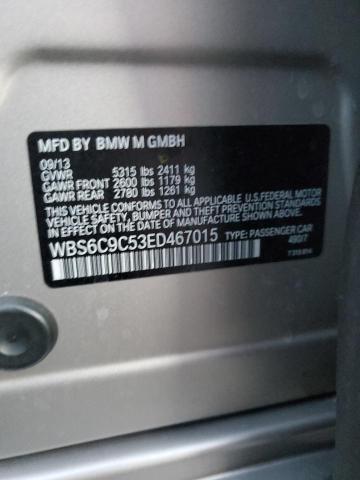 MFD BY BMW M GMBH
09/13
GVWR 5315 lbs 2411 kg
GAWR FRONT 2600 lbs 1179 kg
GAWR REAR 2780 lbs 1261 kg
THIS VEHICLE CONFORMS TO ALL APPLICABLE U.S. FEDERAL MOTOR
VEHICLE SAFETY, BUMPER, AND THEFT PREVENTION STANDARDS
IN EFFECT ON THE DATE OF MANUFACTURE SHOWN ABOVE.
WBS6C9C53ED467015 TYPE: PASSENGER CAR